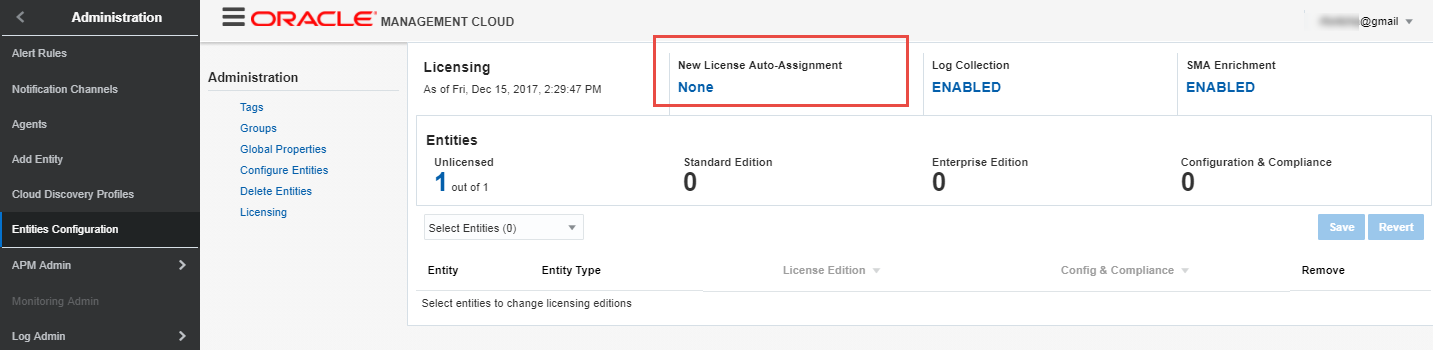 Administration
Alert Rules
Notification Channels
Agents
Add Entity
Cloud Discovery Profiles
Entities Configuration
APM Admin
Monitoring Admin
Log Admin
ORACLE MANAGEMENT CLOUD
@gmail
Administration
Tags
Groups
Global Properties
Configure Entities
Delete Entities
Licensing
Licensing
As of Fri, Dec 15, 2017, 2:29:47 PM
New License Auto-Assignment
None
Log Collection
ENABLED
SMA Enrichment
ENABLED
Entities
Unlicensed
1 out of 1
Standard Edition
0
Enterprise Edition
0
Configuration & Compliance
0
Select Entities (0)
Save Revert
Entity Entity Type License Edition Config & Compliance Remove
Select entities to change licensing editions